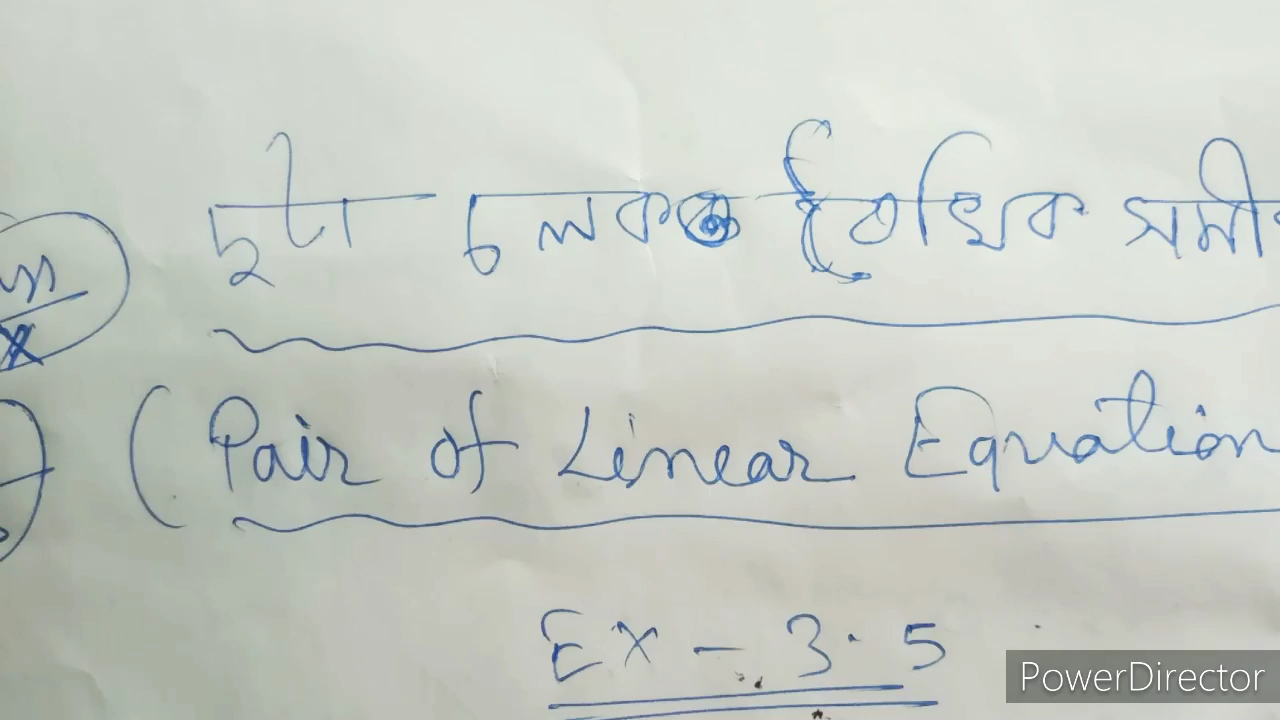 দুটা চলকত ৰৈখিক সমী
(Pair of Linear Equation
EX - 3.5
PowerDirector